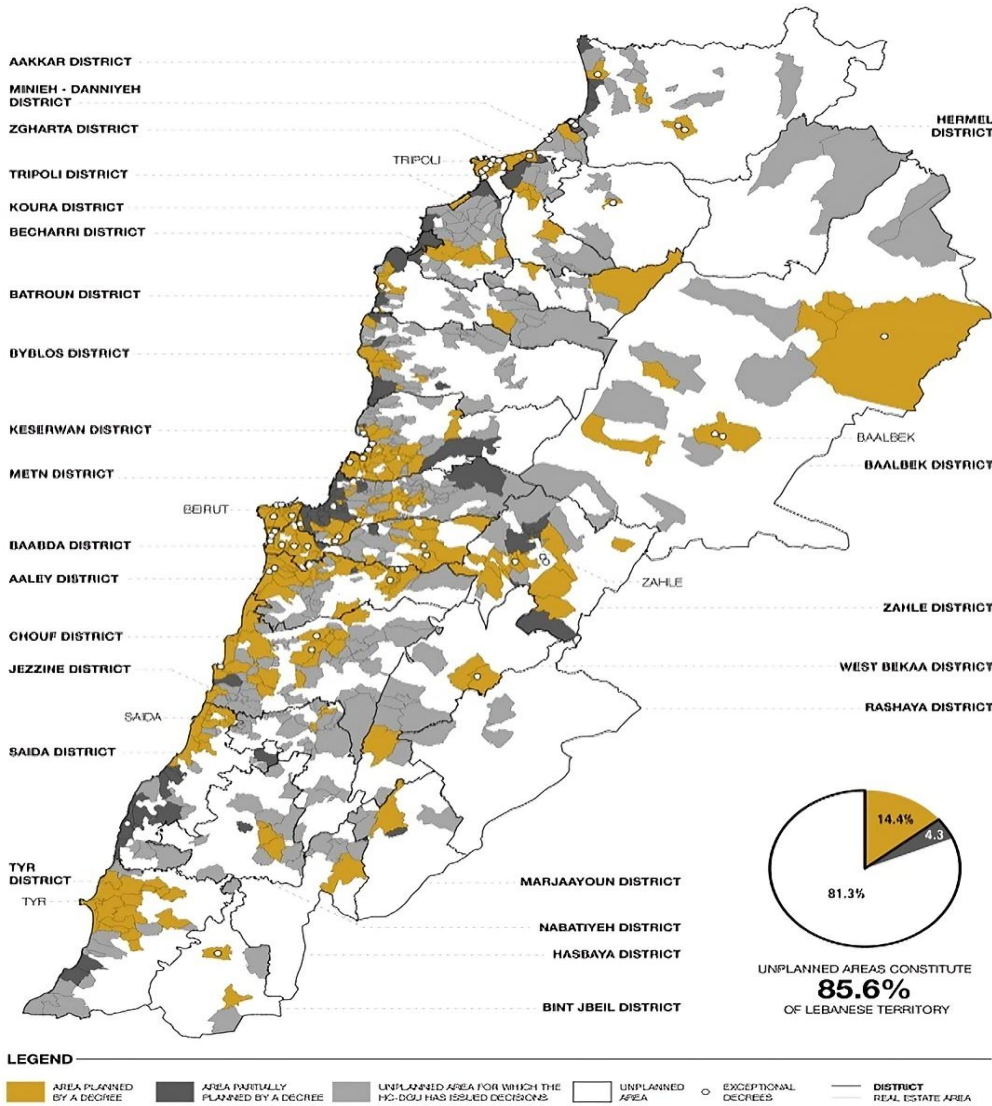 AAKKAR DISTRICT
MINIEH - DANNIYEH
DISTRICT
ZGHARTA DISTRICT
TRIPOLI
TRIPOLI DISTRICT
KOURA DISTRICT
BECHARRI DISTRICT
BATROUN DISTRICT
BYBLOS DISTRICT
KESERWAN DISTRICT
METN DISTRICT
BEIRUT
BAABDA DISTRICT
AALEY DISTRICT
CHOUF DISTRICT
JEZZINE DISTRICT
SAIDA
SAIDA DISTRICT
TYR
DISTRICT
TYR
HERMEL
DISTRICT
BAALBEK
BAALBEK DISTRICT
ZAHLE
ZAHLE DISTRICT
WEST BEKAA DISTRICT
RASHAYA DISTRICT
MARJAAYOUN DISTRICT
NABATIYEH DISTRICT
HASBAYA DISTRICT
BINT JBEIL DISTRICT
14.4%
4.3
81.3%
UNPLANNED AREAS CONSTITUTE
85.6%
OF LEBANESE TERRITORY
LEGEND
AREA PLANNED
BY A DECREE
AREA PARTIALLY
PLANNED BY A DECREE
UNPLANNED AREA FOR WHICH THE
HC-DGU HAS ISSUED DECISIONS
UNPLANNED
AREA
EXCEPTIONAL
DECREES
DISTRICT
REAL ESTATE AREA